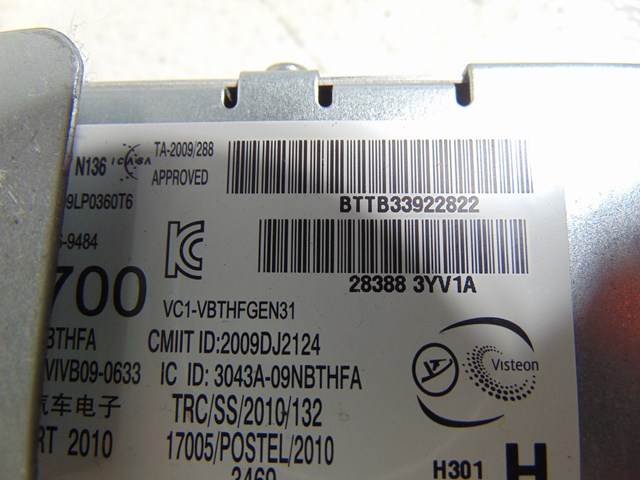 N136 ICASA TA-2009/288
APPROVED
BTTB33922822
9LP0360T6
-9484
28388 3YV1A
700
VC1-VBTHFGEN31
BTHFA CMIIT ID:2009DJ2124
VIVB09-0633 IC ID: 3043A-09NBTHFA
Visteon
汽车电子 TRC/SS/2010/132
RT 2010 17005/POSTEL/2010
3469
H301 H